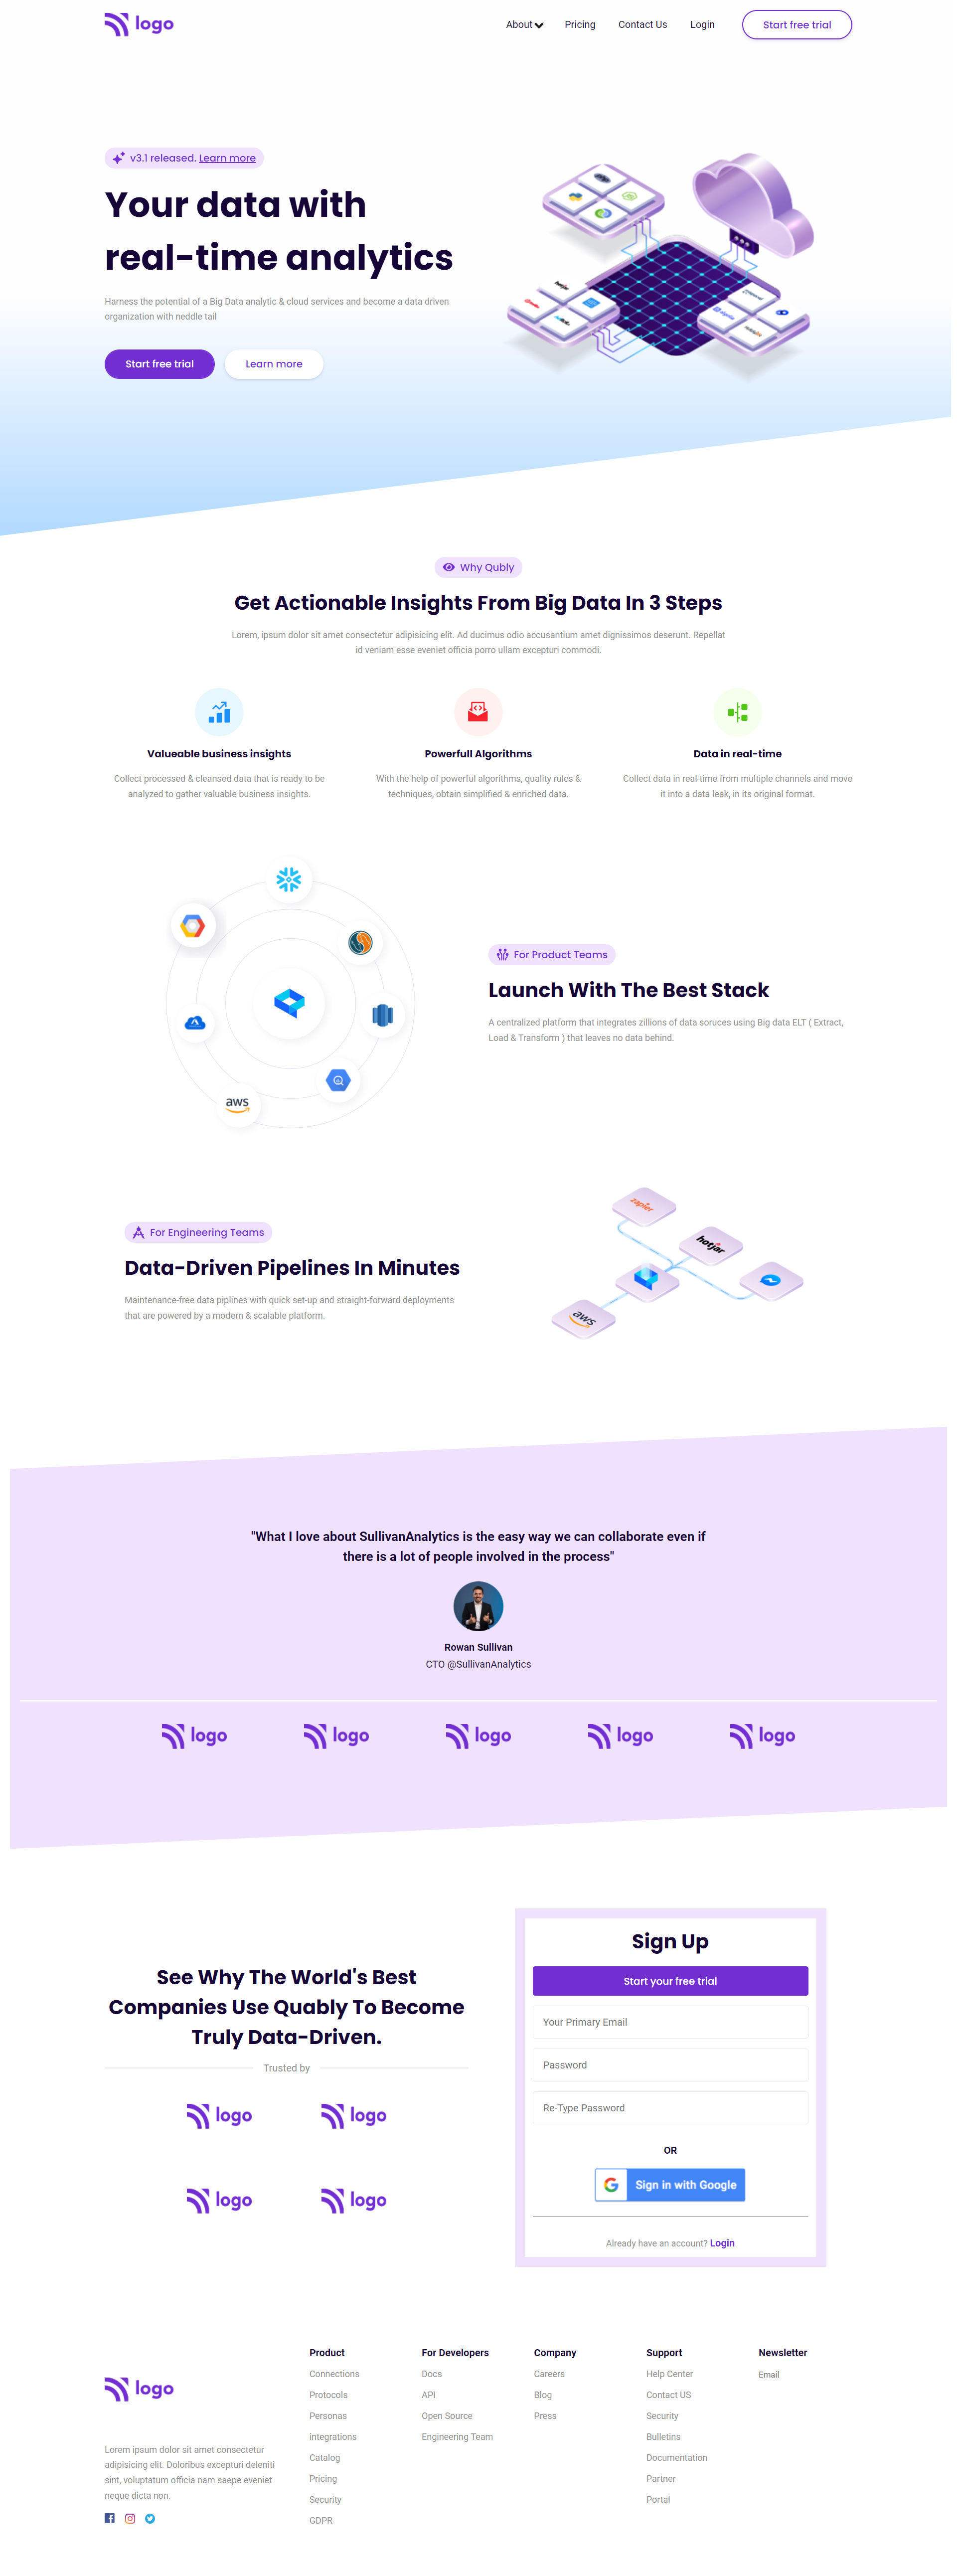 logo
About
Pricing
Contact Us
Login
Start free trial
v3.1 released. Learn more
Your data with
real-time analytics
Harness the potential of a Big Data analytic & cloud services and become a data driven
organization with neddle tail
Start free trial
Learn more
hotjar
Why Qubly
Get Actionable Insights From Big Data In 3 Steps
Lorem, ipsum dolor sit amet consectetur adipisicing elit. Ad ducimus odio accusantium amet dignissimos deserunt. Repellat
id veniam esse eveniet officia porro ullam excepturi commodi.
Valueable business insights
Collect processed & cleansed data that is ready to be
analyzed to gather valuable business insights.
Powerfull Algorithms
With the help of powerful algorithms, quality rules &
techniques, obtain simplified & enriched data.
Data in real-time
Collect data in real-time from multiple channels and move
it into a data leak, in its original format.
aws
For Product Teams
Launch With The Best Stack
A centralized platform that integrates zillions of data soruces using Big data ELT ( Extract,
Load & Transform ) that leaves no data behind.
For Engineering Teams
Data-Driven Pipelines In Minutes
Maintenance-free data piplines with quick set-up and straight-forward deployments
that are powered by a modern & scalable platform.
zapier
hotjar
aws
"What I love about SullivanAnalytics is the easy way we can collaborate even if
there is a lot of people involved in the process"
Rowan Sullivan
CTO @SullivanAnalytics
logo
logo
logo
logo
logo
See Why The World's Best
Companies Use Quably To Become
Truly Data-Driven.
Trusted by
logo
logo
logo
logo
Sign Up
Start your free trial
Your Primary Email
Password
Re-Type Password
OR
Sign in with Google
Already have an account? Login
logo
Lorem ipsum dolor sit amet consectetur
adipisicing elit. Doloribus excepturi deleniti
sint, voluptatum officia nam saepe eveniet
neque dicta non.
Product
Connections
Protocols
Personas
integrations
Catalog
Pricing
Security
GDPR
For Developers
Docs
API
Open Source
Engineering Team
Company
Careers
Blog
Press
Support
Help Center
Contact US
Security
Bulletins
Documentation
Partner
Portal
Newsletter
Email